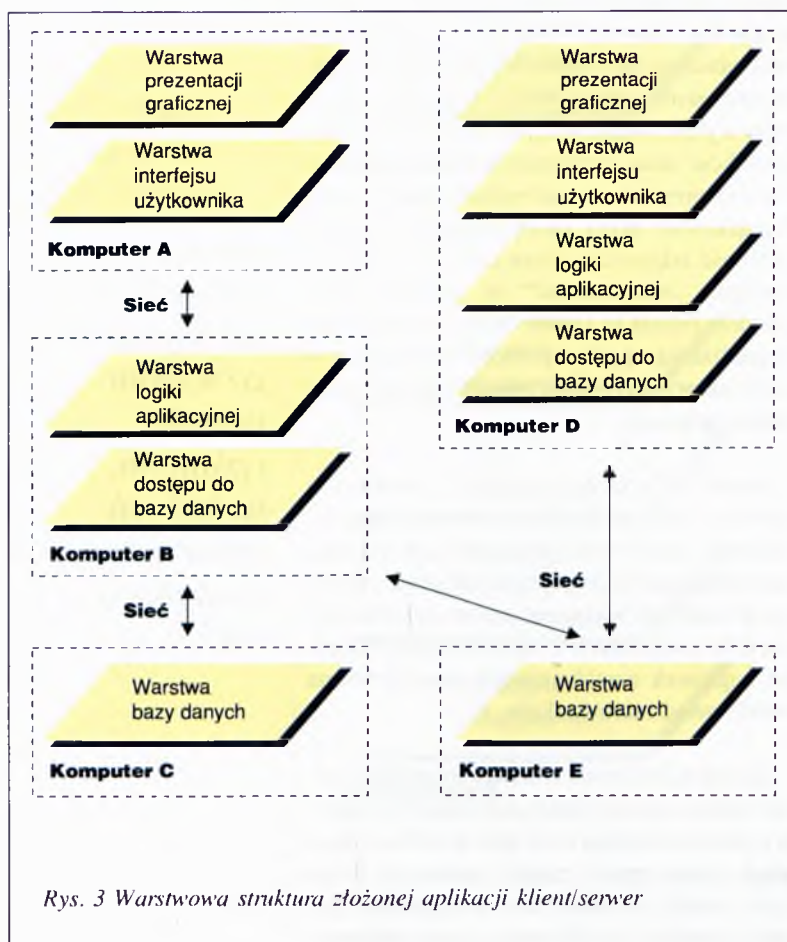 Warstwa
prezentacji
graficznej
Warstwa
interfejsu
użytkownika
Komputer A
Sieć
Warstwa
logiki
aplikacyjnej
Warstwa
dostępu do
bazy danych
Komputer B
Sieć
Warstwa
bazy danych
Komputer C
Warstwa
prezentacji
graficznej
Warstwa
interfejsu
użytkownika
Warstwa
logiki
aplikacyjnej
Warstwa
dostępu do
bazy danych
Komputer D
Sieć
Warstwa
bazy danych
Komputer E
Rys. 3 Warstwowa struktura złożonej aplikacji klient/serwer